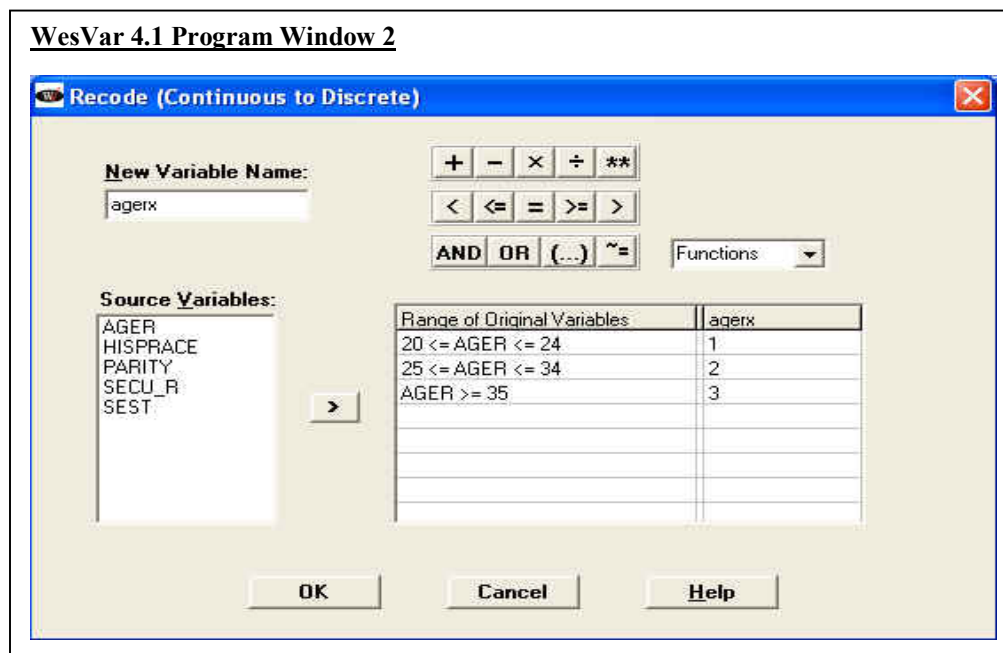 WesVar 4.1 Program Window 2
W
Recode (Continuous to Discrete)
New Variable Name:
agerx
+ - × ÷ **
< <= = >= >
AND OR (...) ~=
Functions
Source Variables:
AGER
HISPRACE
PARITY
SECU_R
SEST
>
Range of Original Variables agerx
20 <= AGER <= 24 1
25 <= AGER <= 34 2
AGER >= 35 3
OK Cancel Help